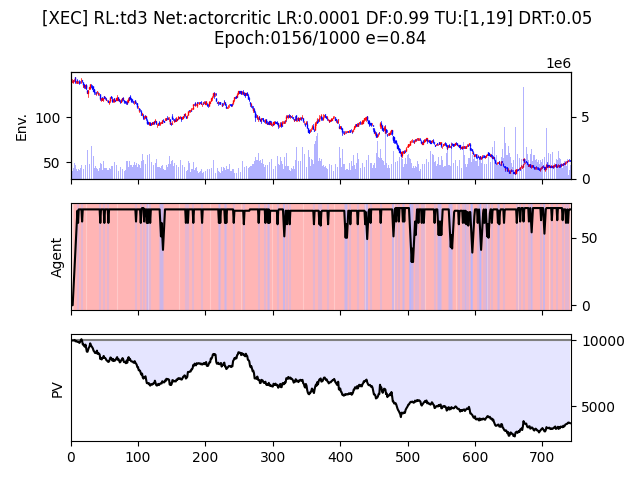 [XEC] RL:td3 Net:actorcritic LR:0.0001 DF:0.99 TU:[1,19] DRT:0.05
Epoch:0156/1000 e=0.84
1e6
Env.
100
50
5
0
Agent
50
0
PV
10000
5000
0 100 200 300 400 500 600 700